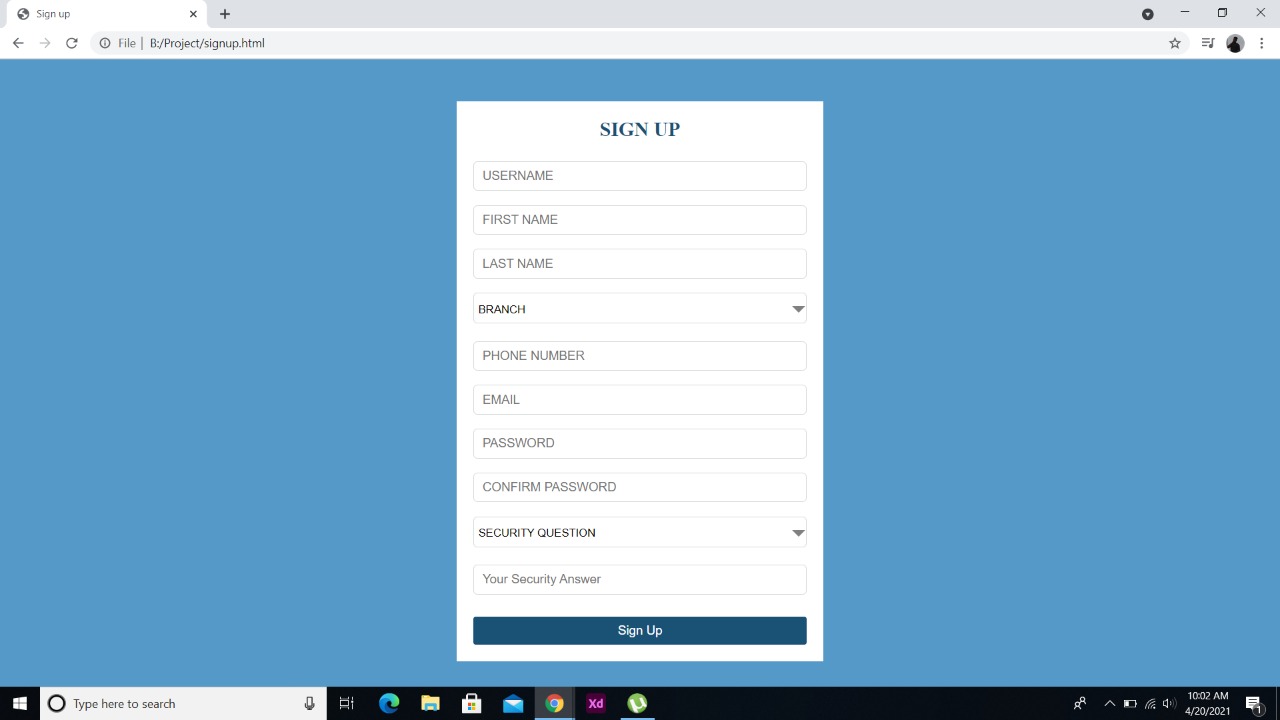 Sign up
File | B:/Project/signup.html
SIGN UP
USERNAME
FIRST NAME
LAST NAME
BRANCH
PHONE NUMBER
EMAIL
PASSWORD
CONFIRM PASSWORD
SECURITY QUESTION
Your Security Answer
Sign Up
Type here to search
Xd
10:02 AM
4/20/2021
1